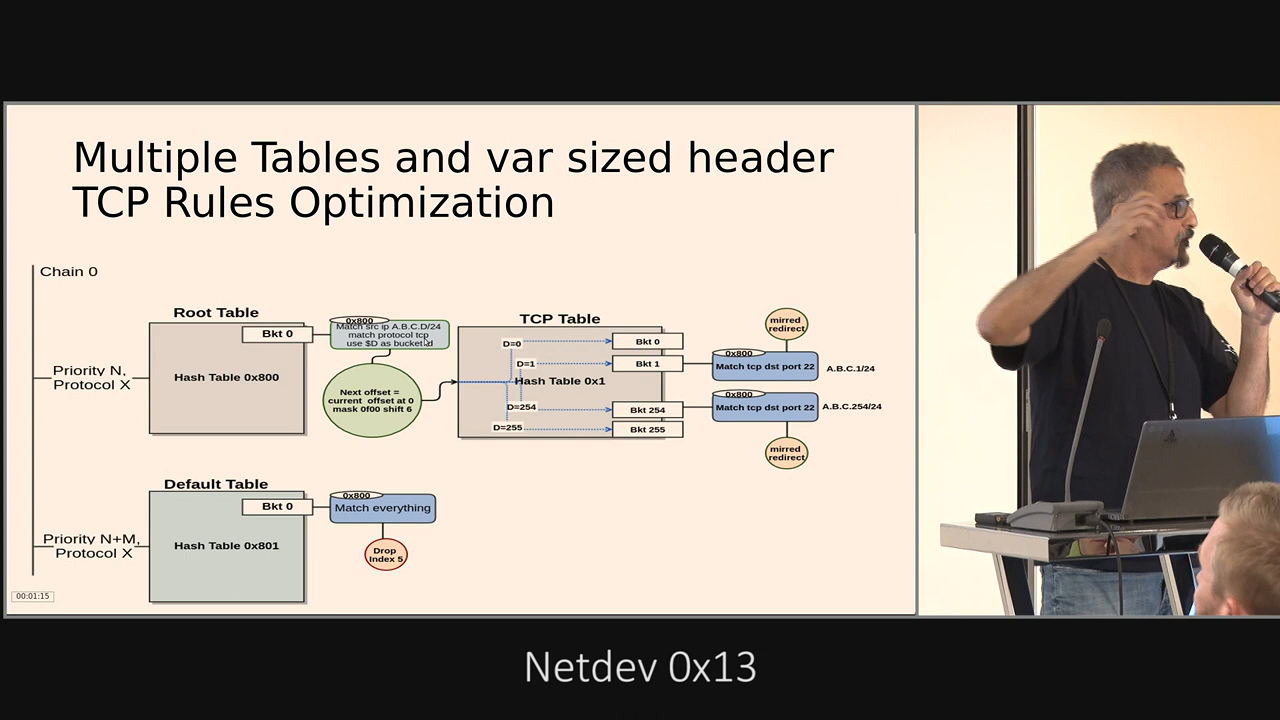 Multiple Tables and var sized header
TCP Rules Optimization
Chain 0
Root Table
Bkt 0
Hash Table 0x800
Priority N,
Protocol X
0x800
Match src ip A.B.C.D/24
match protocol tcp
use $D as bucket id
Next offset =
current offset at 0
mask 0f00 shift 6
TCP Table
D=0
Bkt 0
D=1
Bkt 1
Hash Table 0x1
D=254
Bkt 254
D=255
Bkt 255
mirred
redirect
0x800
Match tcp dst port 22
A.B.C.1/24
0x800
Match tcp dst port 22
A.B.C.254/24
mirred
redirect
Default Table
Bkt 0
Hash Table 0x801
Priority N+M,
Protocol X
0x800
Match everything
Drop
Index 5
00:01:15
Netdev 0x13